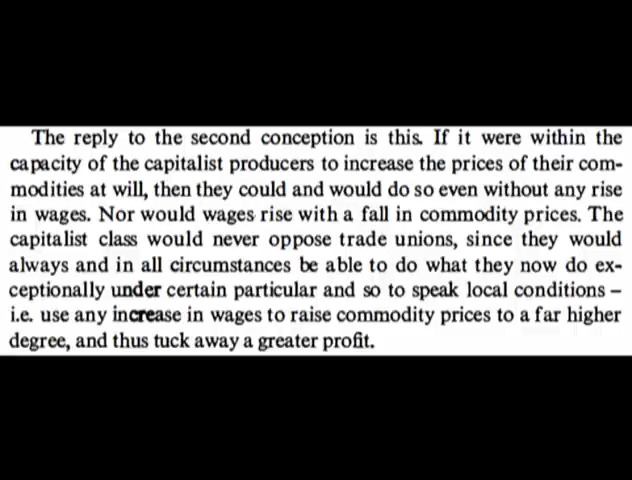 The reply to the second conception is this. If it were within the
capacity of the capitalist producers to increase the prices of their com-
modities at will, then they could and would do so even without any rise
in wages. Nor would wages rise with a fall in commodity prices. The
capitalist class would never oppose trade unions, since they would
always and in all circumstances be able to do what they now do ex-
ceptionally under certain particular and so to speak local conditions –
i.e. use any increase in wages to raise commodity prices to a far higher
degree, and thus tuck away a greater profit.